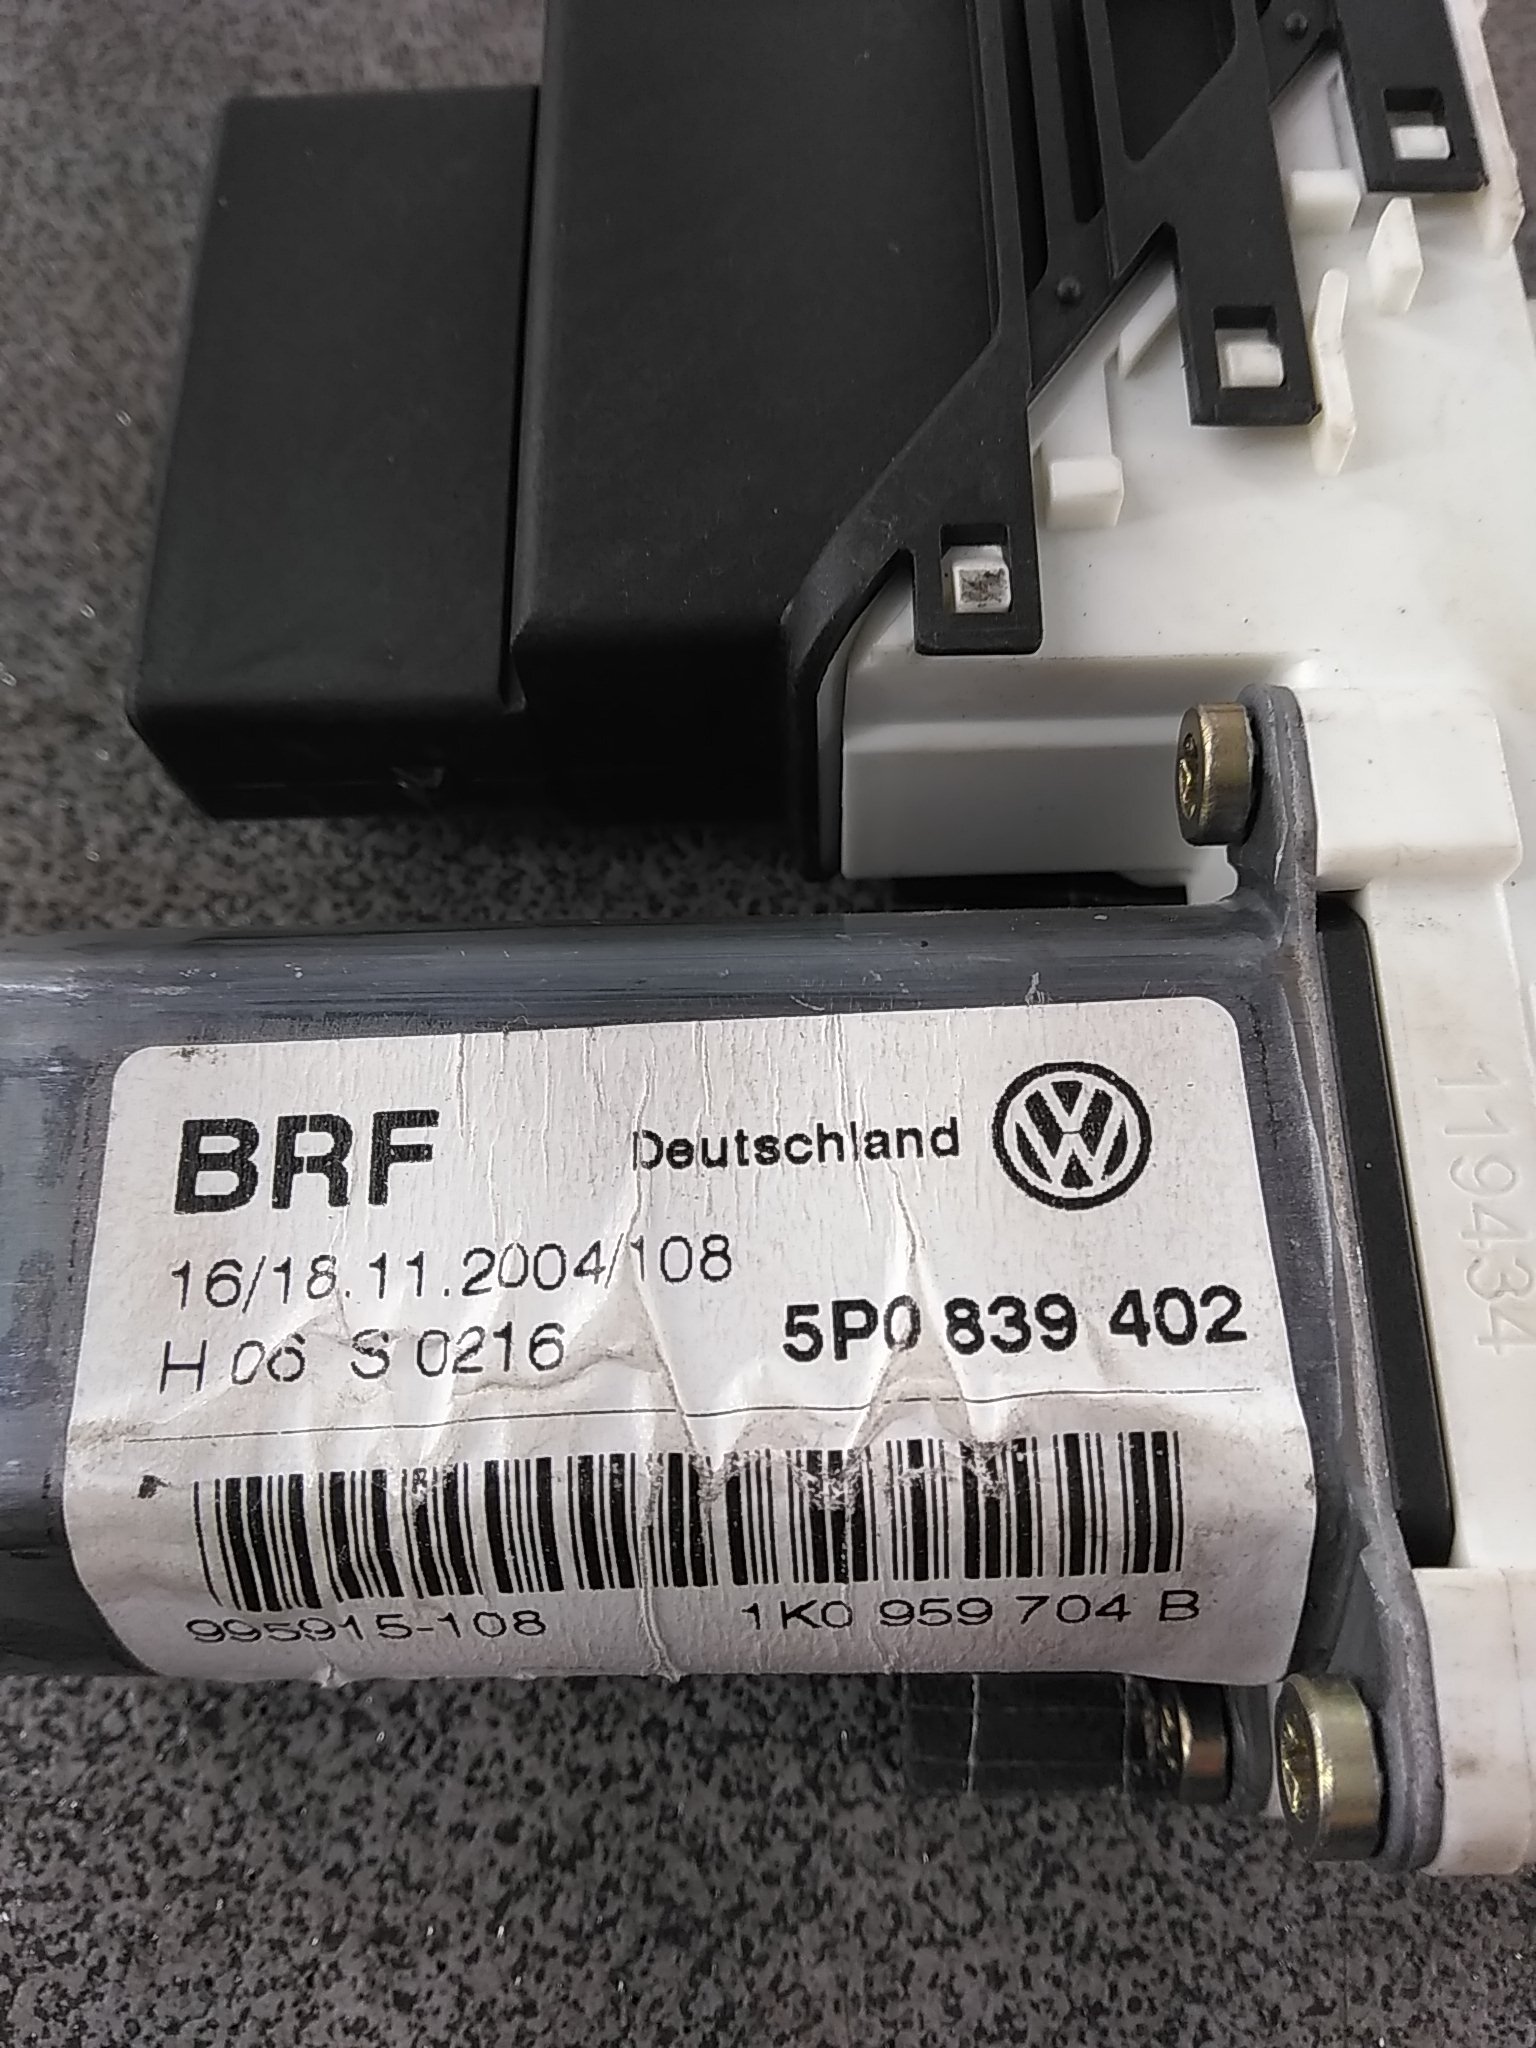 BRF
Deutschland
16/18.11.2004/108
5P0 839 402
H 06 S 0216
995915-108
1K0 959 704 B
119434